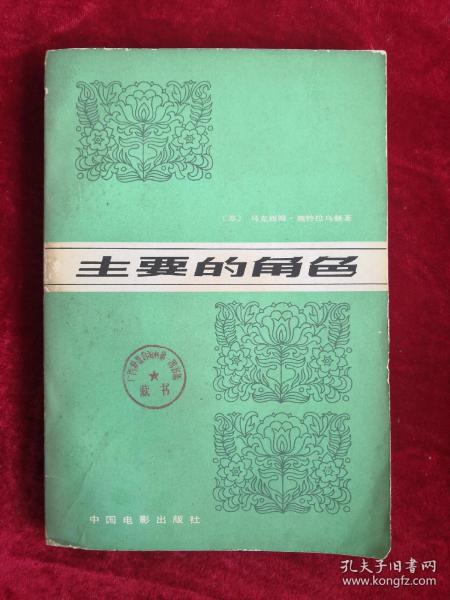 〔苏〕 马克西姆·施特拉乌赫著
主要的角色
★
藏书
中国电影出版社
孔夫子旧书网
www.kongfz.com